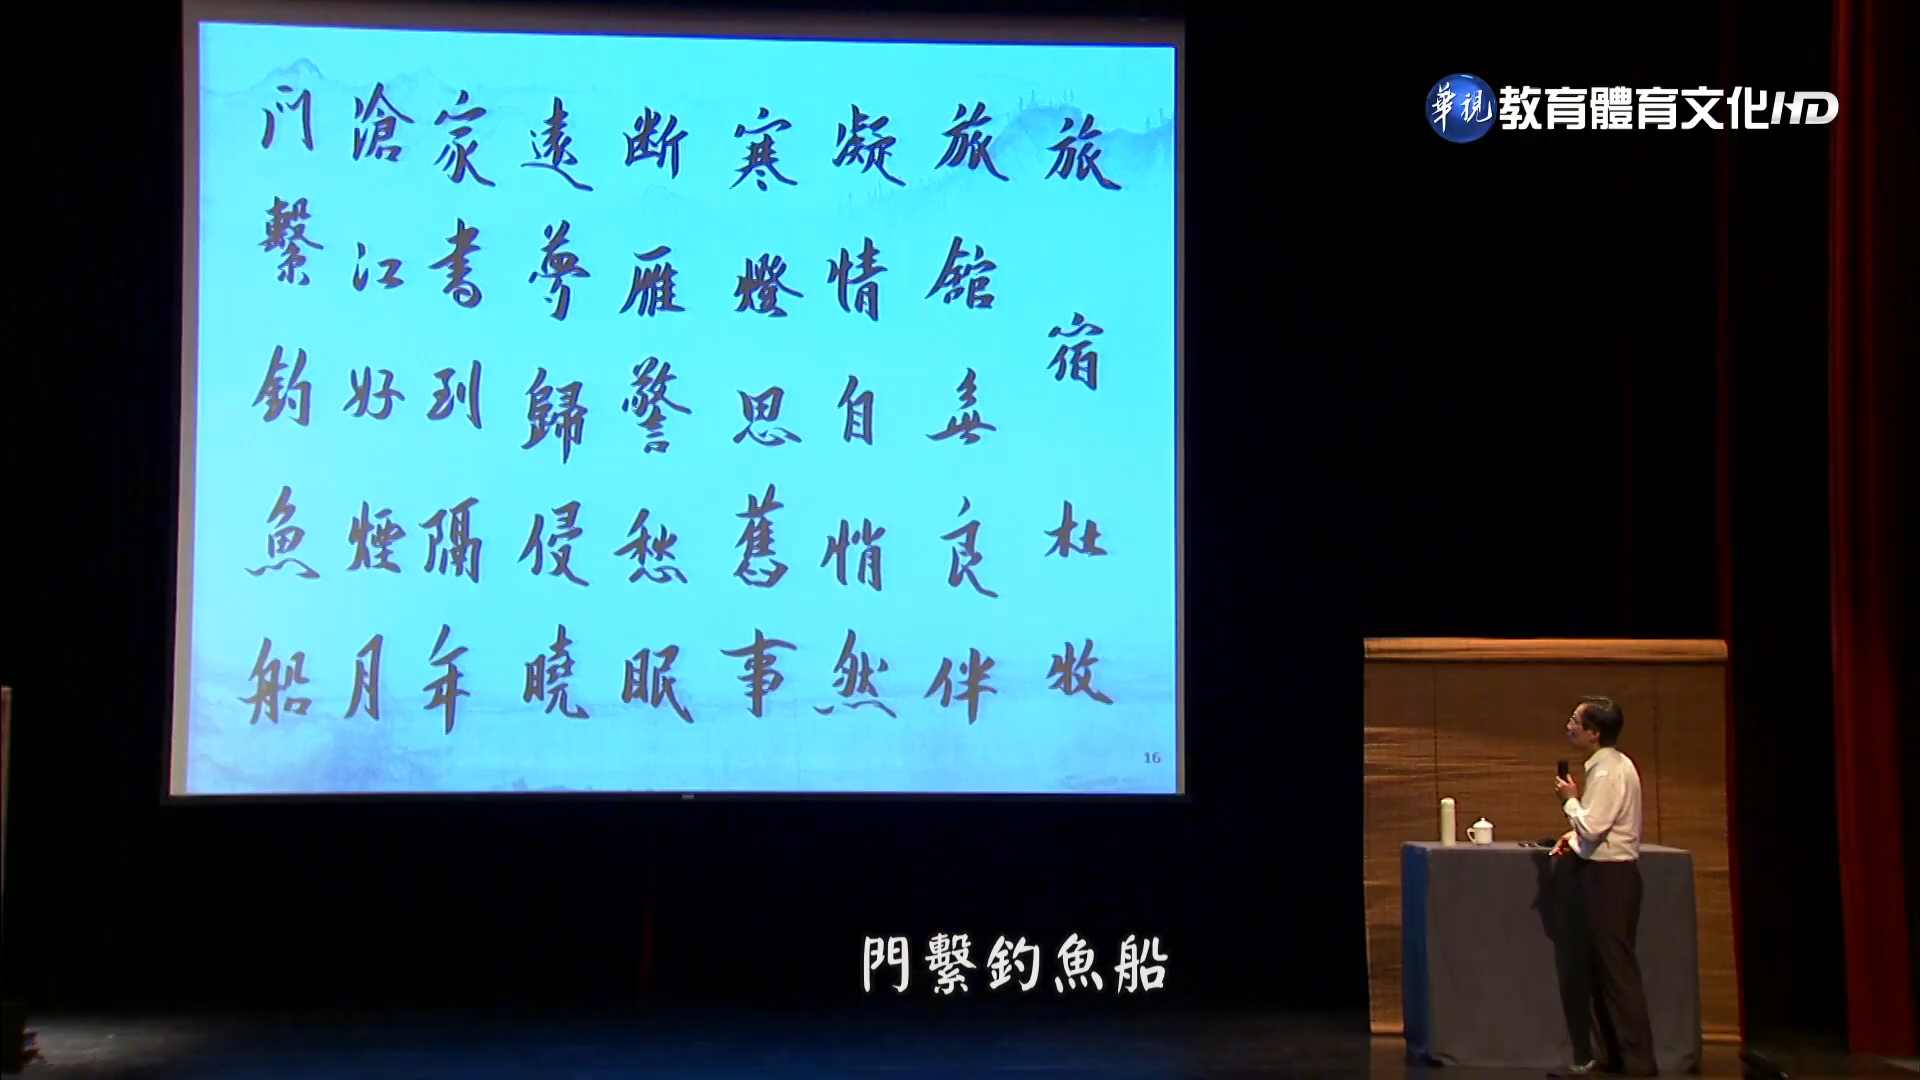 旅宿 杜牧
旅館無良伴
凝情自悄然
寒燈思舊事
斷雁警愁眠
遠夢歸侵曉
家書到隔年
滄江好煙月
門繫釣魚船
16
華視教育體育文化HD
門繫釣魚船